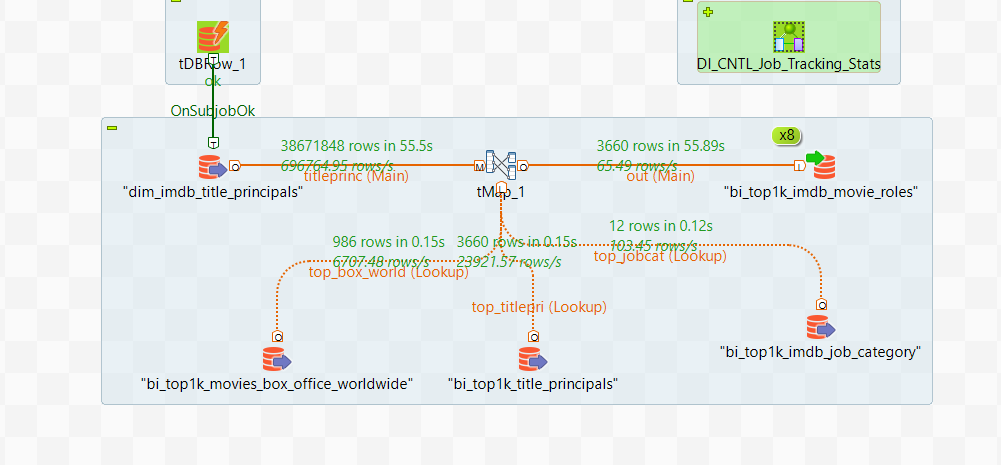 tDBRow_1
DI_CNTL_Job_Tracking_Stats
ok
OnSubjobOk
38671848 rows in 55.5s
696764.95 rows/s
titleprinc (Main)
"dim_imdb_title_principals"
tMap_1
x8
3660 rows in 55.89s
65.49 rows/s
out (Main)
"bi_top1k_imdb_movie_roles"
986 rows in 0.15s
6707.48 rows/s
top_box_world (Lookup)
3660 rows in 0.15s
23921.57 rows/s
12 rows in 0.12s
103.45 rows/s
top_jobcat (Lookup)
top_titlepri (Lookup)
"bi_top1k_movies_box_office_worldwide"
"bi_top1k_title_principals"
"bi_top1k_imdb_job_category"